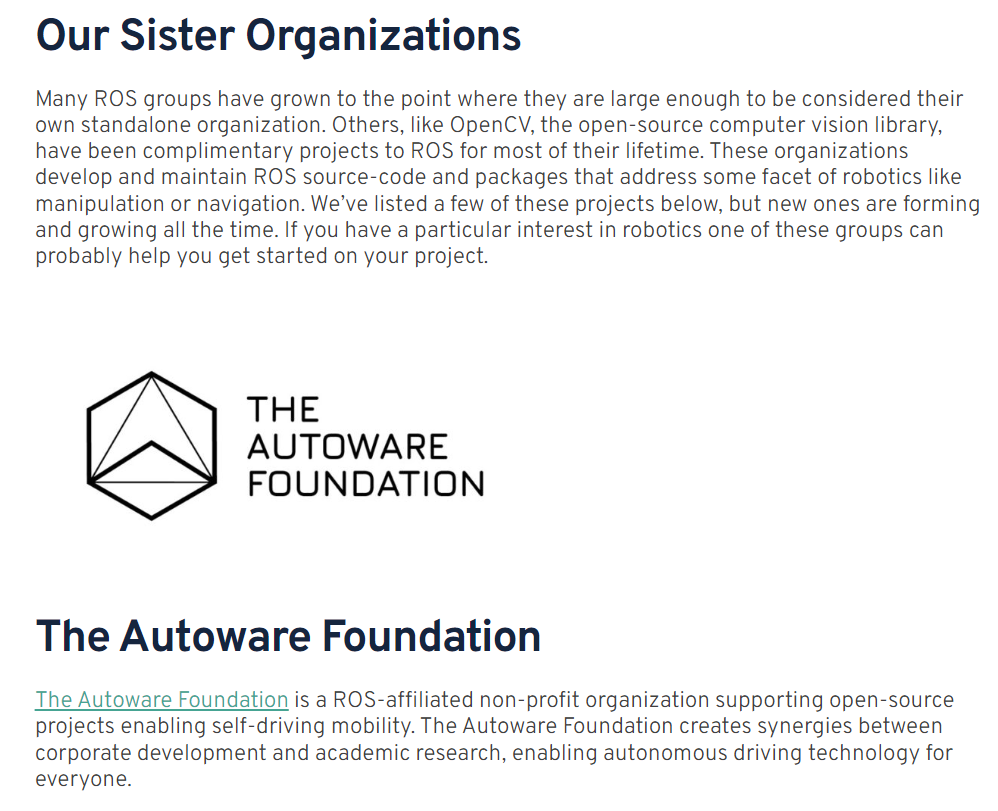 Our Sister Organizations
Many ROS groups have grown to the point where they are large enough to be considered their
own standalone organization. Others, like OpenCV, the open-source computer vision library,
have been complimentary projects to ROS for most of their lifetime. These organizations
develop and maintain ROS source-code and packages that address some facet of robotics like
manipulation or navigation. We’ve listed a few of these projects below, but new ones are forming
and growing all the time. If you have a particular interest in robotics one of these groups can
probably help you get started on your project.
THE
AUTOWARE
FOUNDATION
The Autoware Foundation
The Autoware Foundation is a ROS-affiliated non-profit organization supporting open-source
projects enabling self-driving mobility. The Autoware Foundation creates synergies between
corporate development and academic research, enabling autonomous driving technology for
everyone.